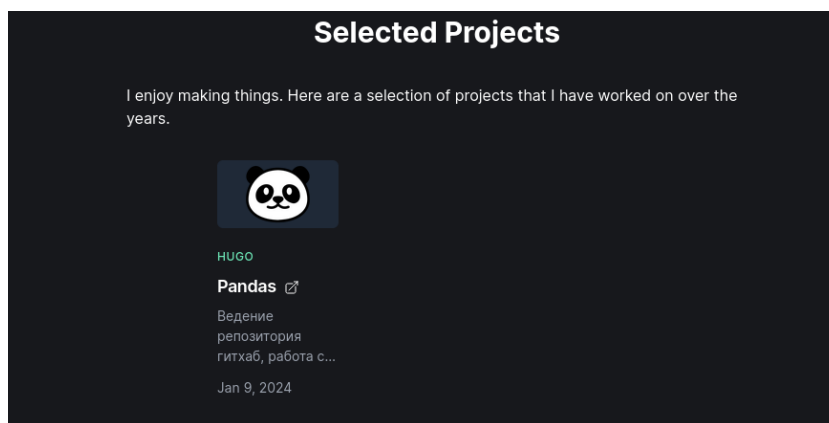 Selected Projects
I enjoy making things. Here are a selection of projects that I have worked on over the
years.
HUGO
Pandas
Ведение
репозитория
гитхаб, работа с...
Jan 9, 2024